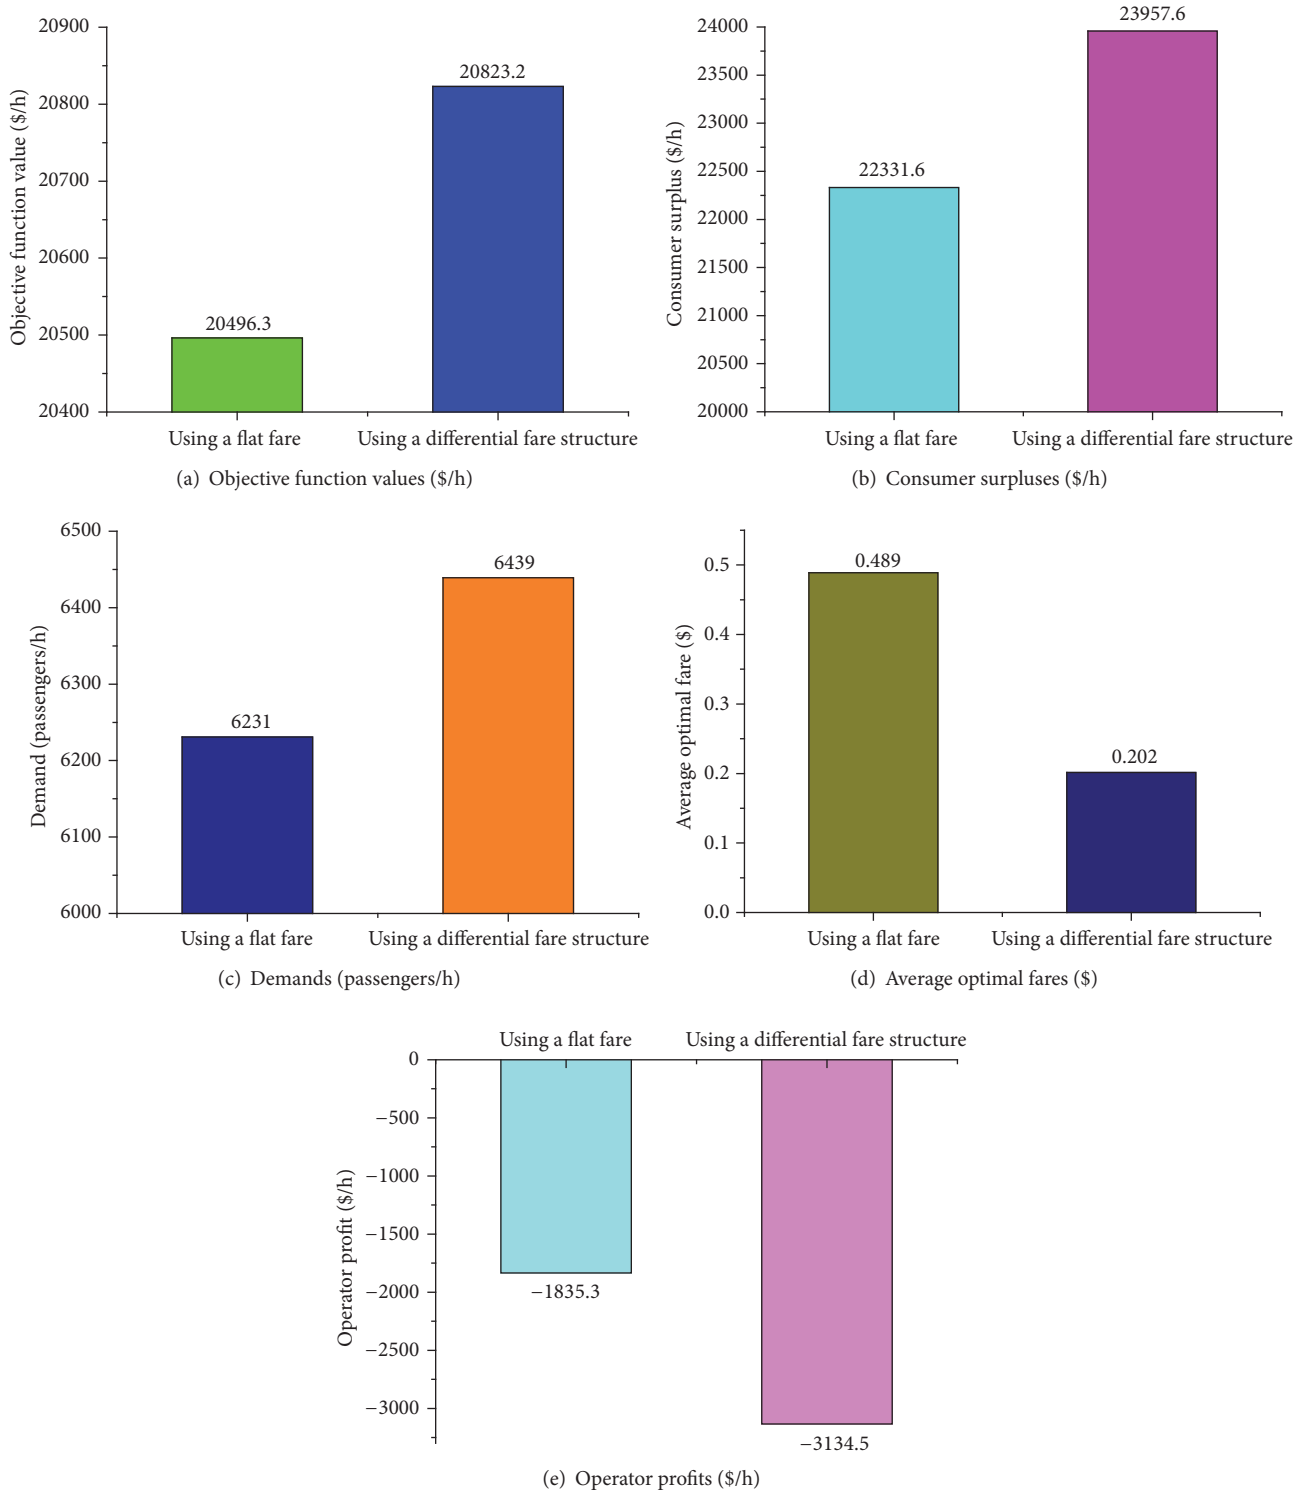 Objective function value ($/h)
20900
20800
20700
20600
20500
20400
20496.3
20823.2
Using a flat fare
Using a differential fare structure
(a) Objective function values ($/h)
Consumer surplus ($/h)
24000
23500
23000
22500
22000
21500
21000
20500
20000
22331.6
23957.6
Using a flat fare
Using a differential fare structure
(b) Consumer surpluses ($/h)
Demand (passengers/h)
6500
6400
6300
6200
6100
6000
6231
6439
Using a flat fare
Using a differential fare structure
(c) Demands (passengers/h)
Average optimal fare ($)
0.5
0.4
0.3
0.2
0.1
0.0
0.489
0.202
Using a flat fare
Using a differential fare structure
(d) Average optimal fares ($)
Using a flat fare
Using a differential fare structure
Operator profit ($/h)
0
−500
−1000
−1500
−2000
−2500
−3000
−1835.3
−3134.5
(e) Operator profits ($/h)